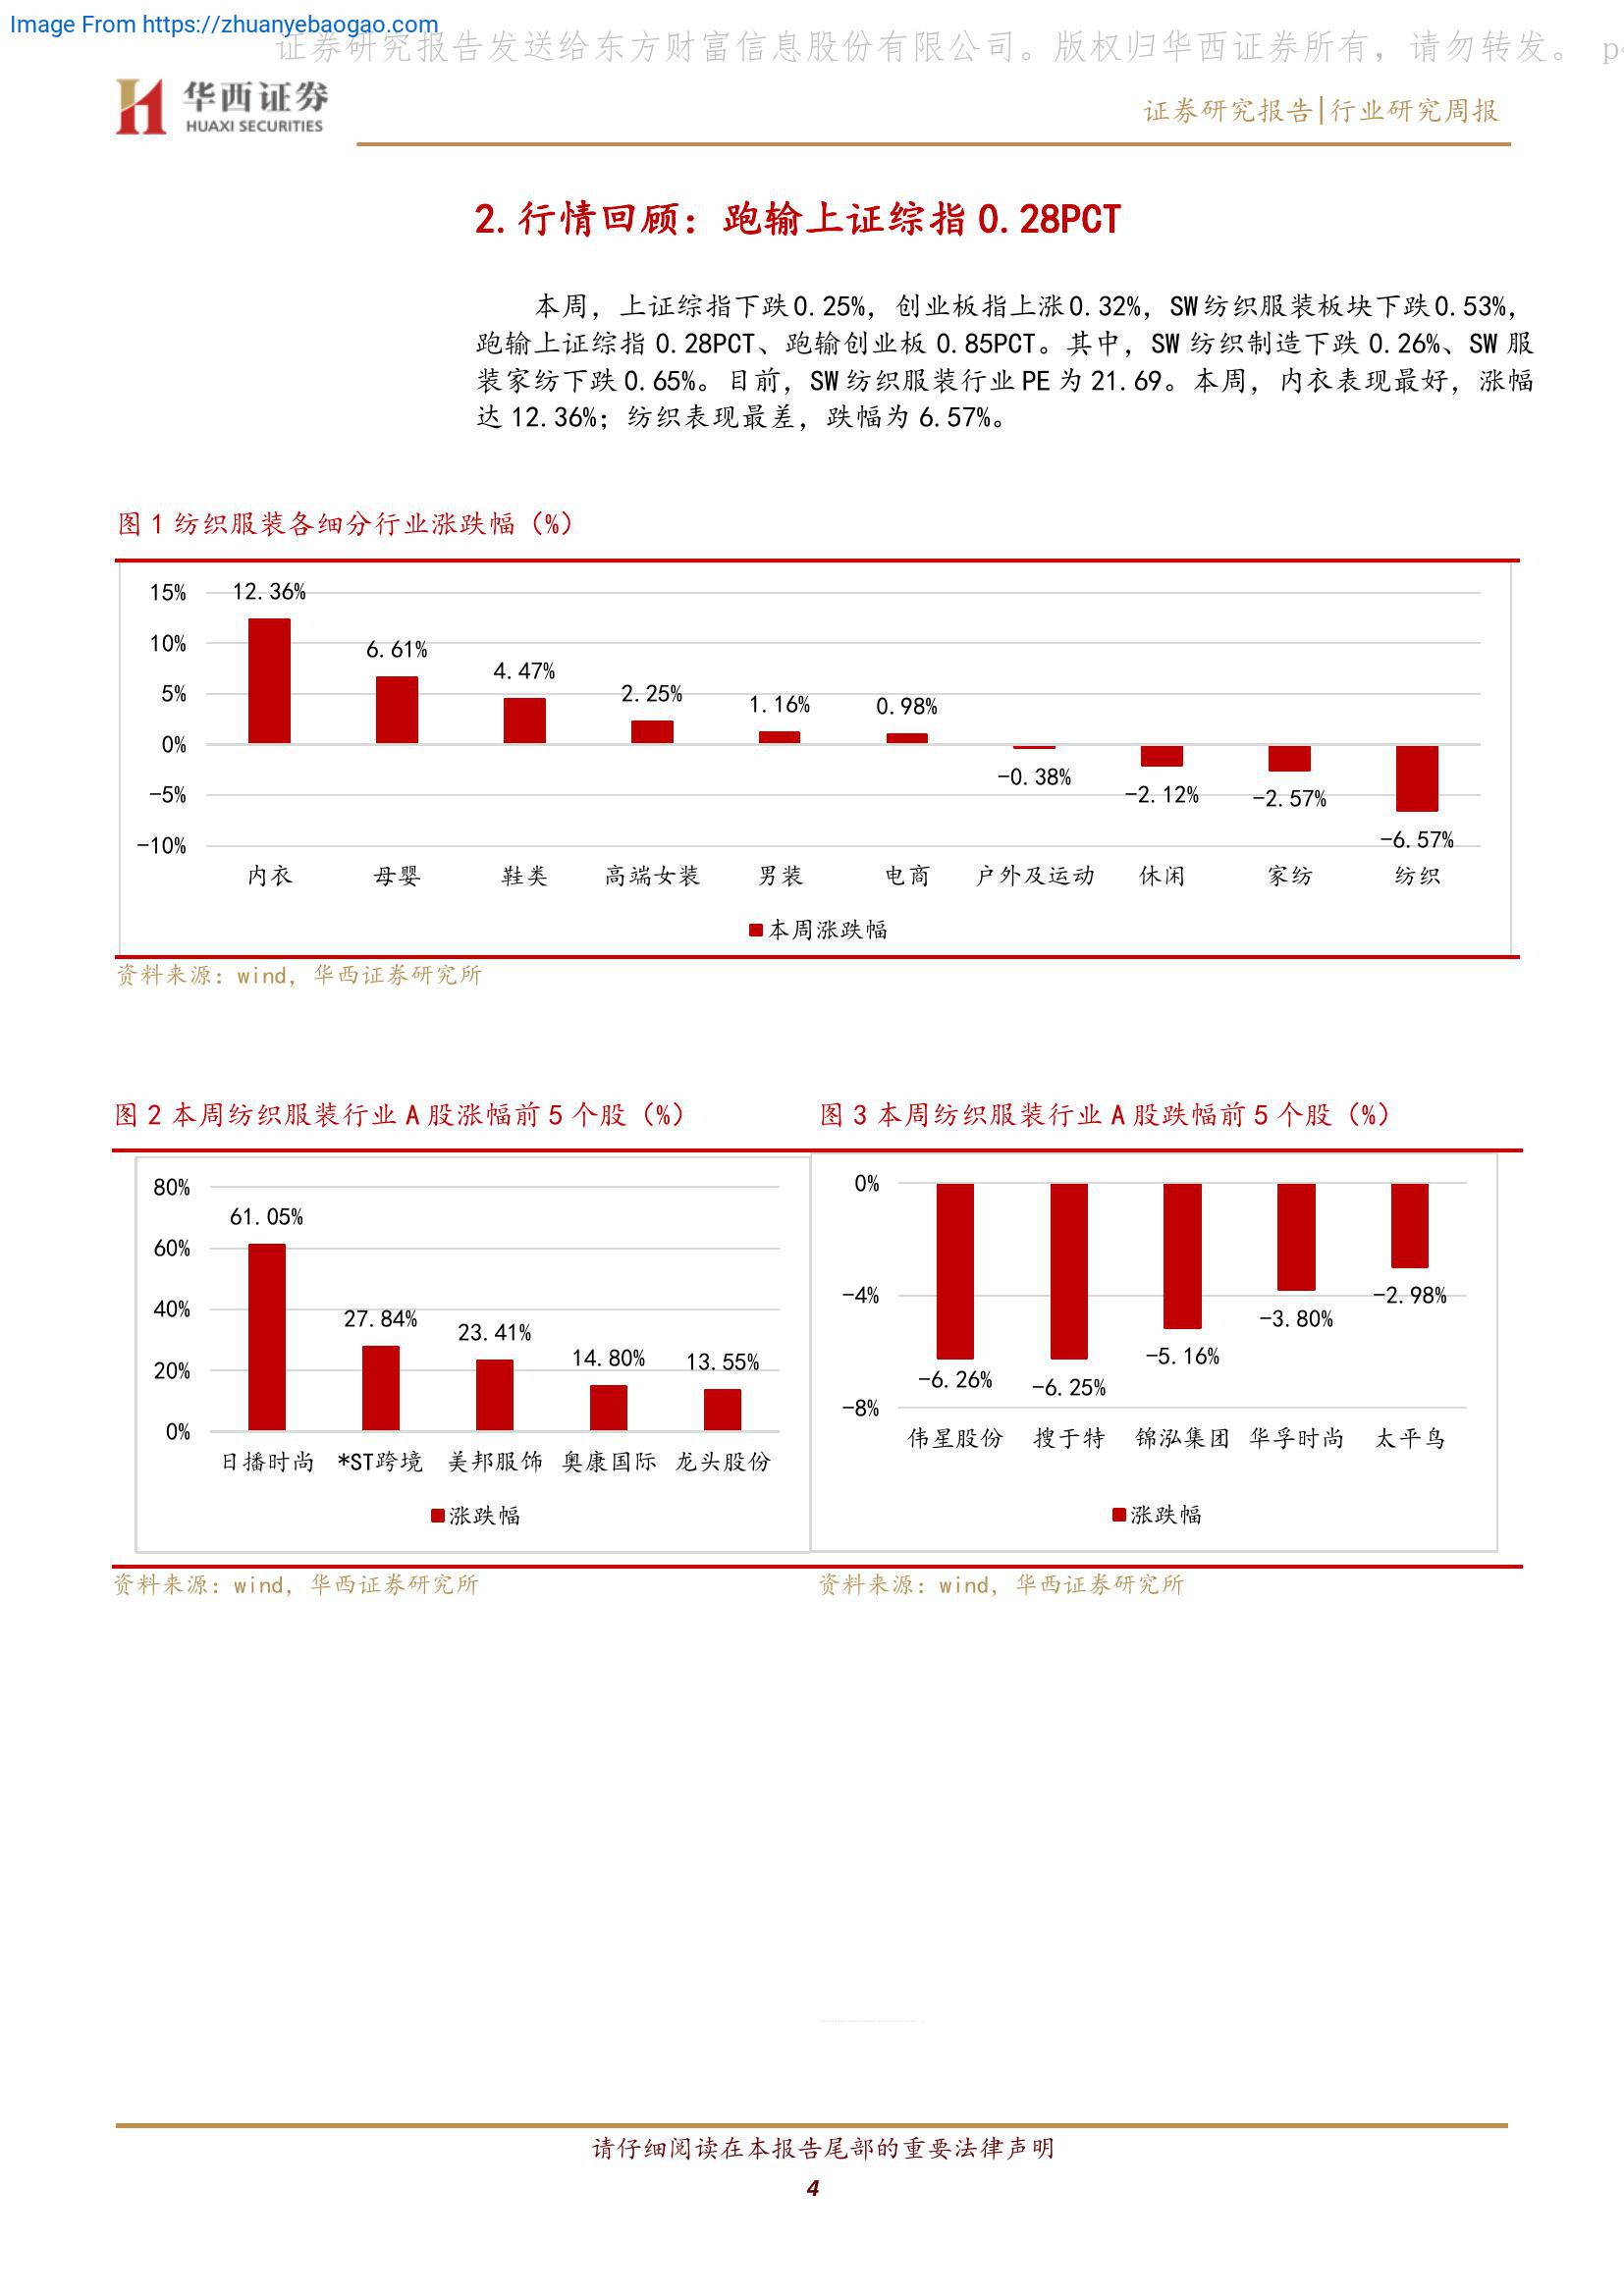 Image From https://zhuanyebaogao.com
证券研究报告发送给东方财富信息股份有限公司。版权归华西证券所有，请勿转发。 p
华西证券
HUAXI SECURITIES
证券研究报告|行业研究周报
2.行情回顾：跑输上证综指0.28PCT
本周，上证综指下跌0.25%，创业板指上涨0.32%，SW纺织服装板块下跌0.53%，
跑输上证综指 0.28PCT、跑输创业板 0.85PCT。其中，SW 纺织制造下跌 0.26%、SW 服
装家纺下跌 0.65%。目前，SW 纺织服装行业 PE 为 21.69。本周，内衣表现最好，涨幅
达 12.36%；纺织表现最差，跌幅为 6.57%。
图 1 纺织服装各细分行业涨跌幅（%）
15%
10%
5%
0%
-5%
-10%
12.36%
6.61%
4.47%
2.25%
1.16%
0.98%
-0.38%
-2.12%
-2.57%
-6.57%
内衣 母婴 鞋类 高端女装 男装 电商 户外及运动 休闲 家纺 纺织
本周涨跌幅
资料来源：wind，华西证券研究所
图 2 本周纺织服装行业 A 股涨幅前 5 个股（%）
80%
60%
40%
20%
0%
61.05%
27.84%
23.41%
14.80%
13.55%
日播时尚 *ST跨境 美邦服饰 奥康国际 龙头股份
涨跌幅
资料来源：wind，华西证券研究所
图 3 本周纺织服装行业 A 股跌幅前 5 个股（%）
0%
-4%
-8%
-6.26%
-6.25%
-5.16%
-3.80%
-2.98%
伟星股份 搜于特 锦泓集团 华孚时尚 太平鸟
涨跌幅
资料来源：wind，华西证券研究所
请仔细阅读在本报告尾部的重要法律声明
4